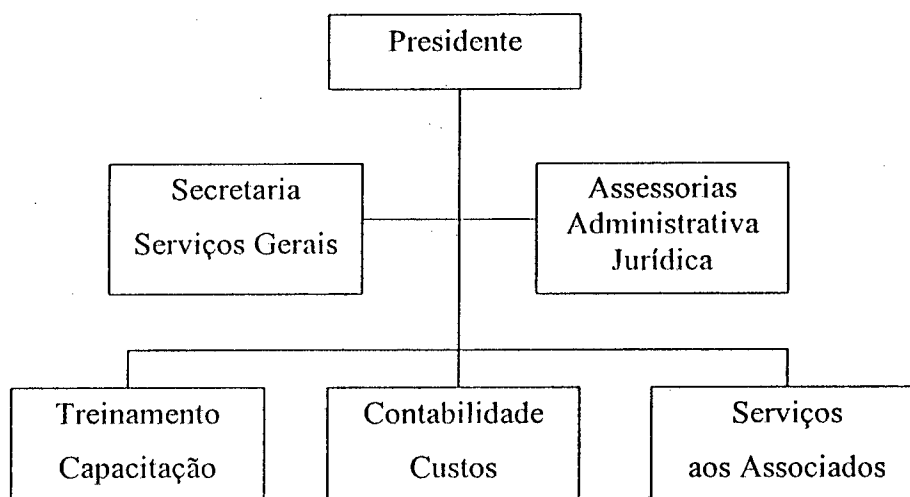 Presidente
Secretaria
Serviços Gerais
Assessorias
Administrativa
Jurídica
Treinamento
Capacitação
Contabilidade
Custos
Serviços
aos Associados